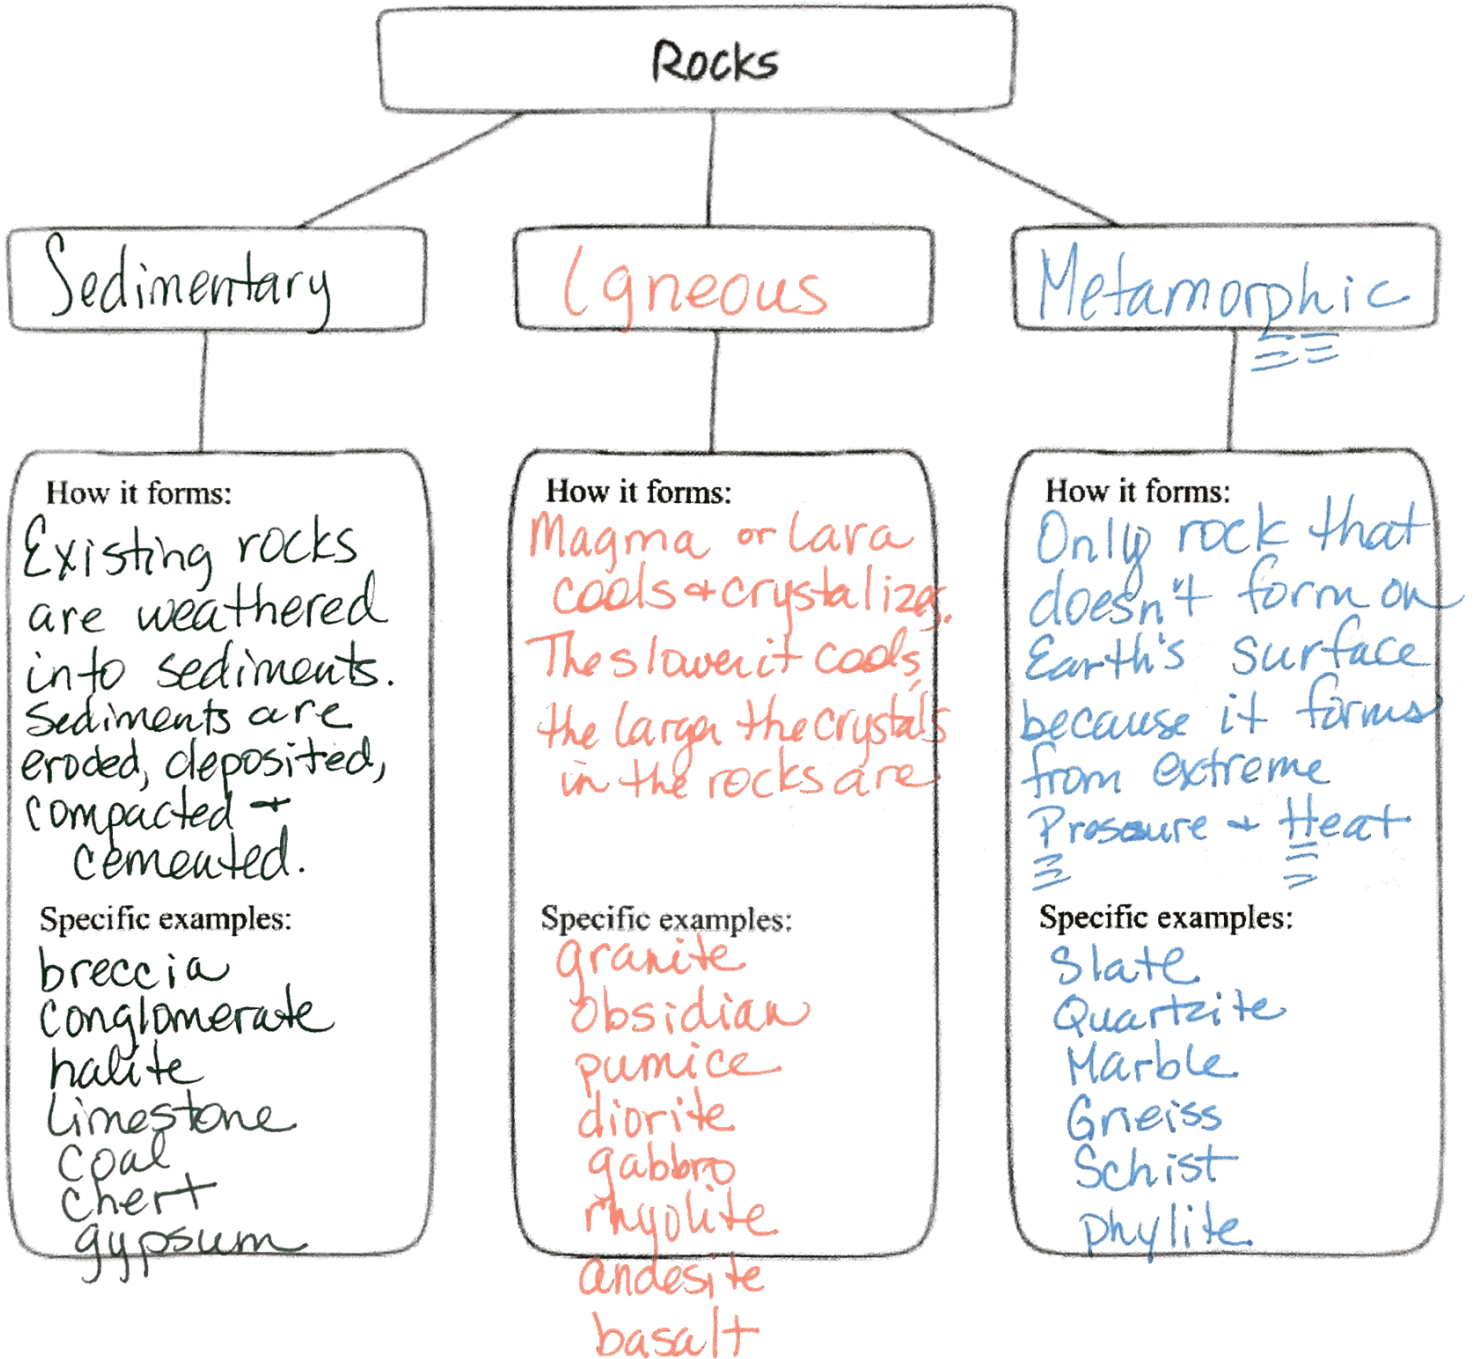 Rocks
Sedimentary
Igneous
Metamorphic
How it forms:
Existing rocks
are weathered
into sediments.
Sediments are
eroded, deposited,
compacted +
cemented.
Specific examples:
breccia
conglomerate
halite
Limestone
coal
chert
gypsum
How it forms:
Magma or Lava
cools + crystalizes.
The slower it cools,
the larger the crystals
in the rocks are
Specific examples:
granite
obsidian
pumice
diorite
gabbro
rhyolite
andesite
basalt
How it forms:
Only rock that
doesn't form on
Earth's surface
because it forms
from extreme
Pressure + Heat
Specific examples:
Slate
Quartzite
Marble
Gneiss
Schist
phylite